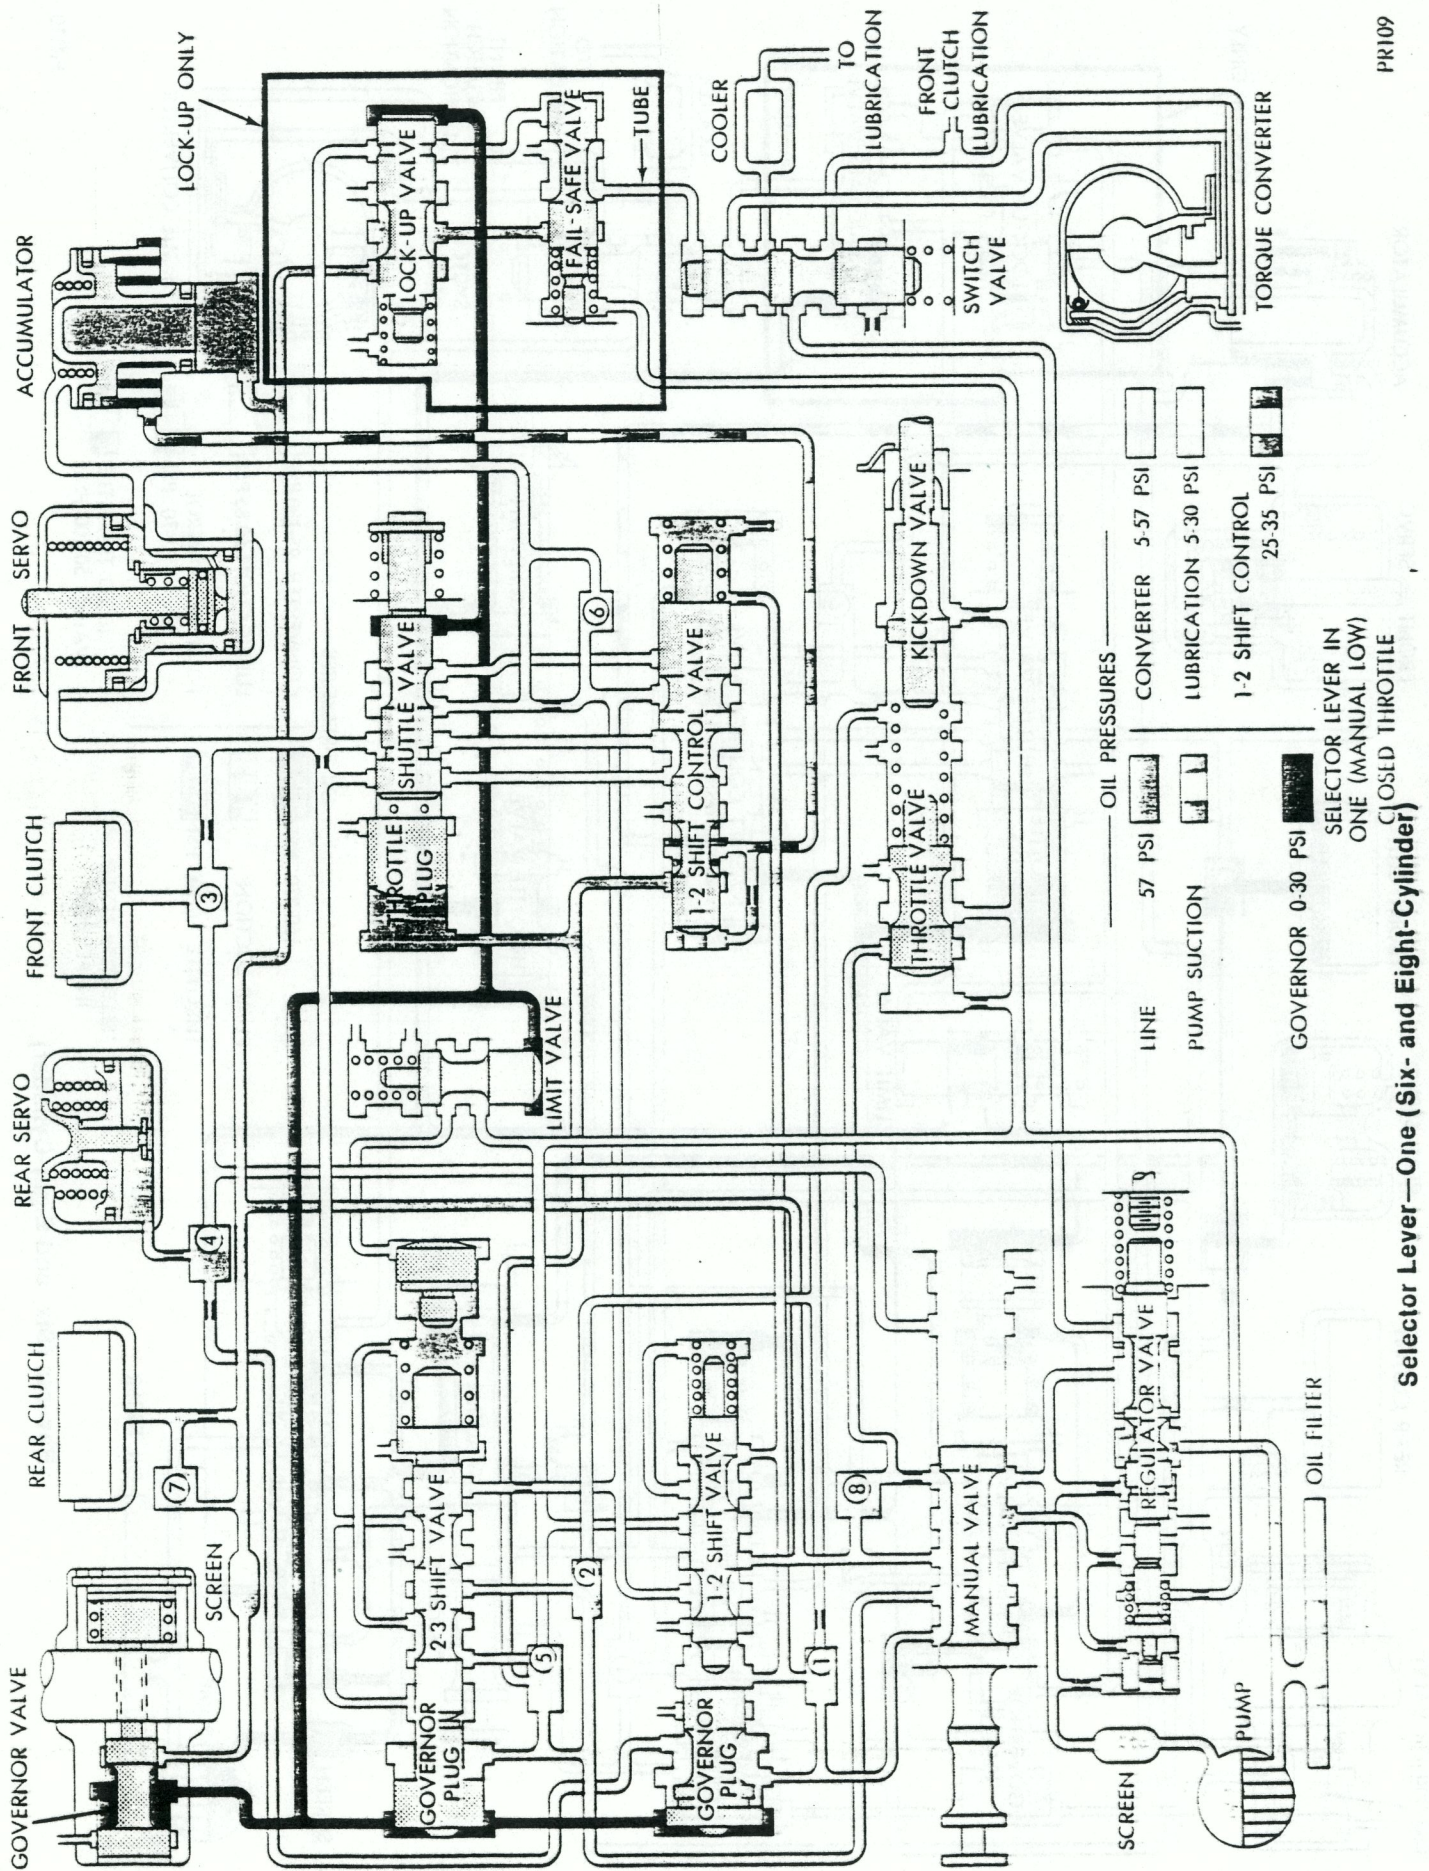 GOVERNOR VALVE
REAR CLUTCH
REAR SERVO
FRONT CLUTCH
FRONT SERVO
ACCUMULATOR
LOCK-UP ONLY
SCREEN
7
4
3
LOCK-UP VALVE
FAIL-SAFE VALVE
TUBE
GOVERNOR
PLUG
2-3 SHIFT VALVE
LIMIT VALVE
THROTTLE
PLUG
SHUTTLE VALVE
6
5
2
GOVERNOR
PLUG
1-2 SHIFT VALVE
1-2 SHIFT CONTROL VALVE
COOLER
TO
LUBRICATION
FRONT
CLUTCH
LUBRICATION
SWITCH
VALVE
1
8
MANUAL VALVE
THROTTLE VALVE
KICKDOWN VALVE
REGULATOR VALVE
TORQUE CONVERTER
SCREEN
PUMP
OIL FILTER
OIL PRESSURES
LINE 57 PSI
CONVERTER 5-57 PSI
PUMP SUCTION
LUBRICATION 5-30 PSI
1-2 SHIFT CONTROL
25-35 PSI
GOVERNOR 0-30 PSI
SELECTOR LEVER IN
ONE (MANUAL LOW)
CLOSED THROTTLE
PR109
Selector Lever—One (Six- and Eight-Cylinder)